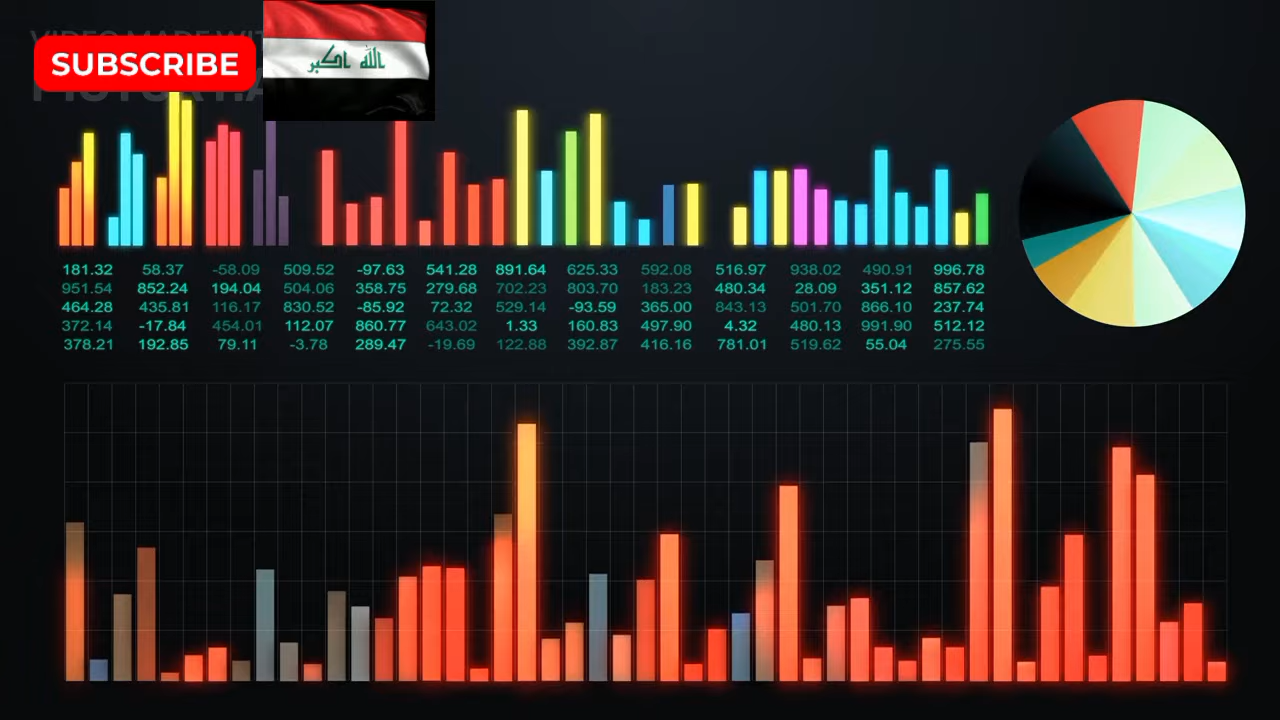 VIDEO MADE WIT
SUBSCRIBE
الله اكبر
181.32 58.37 -58.09 509.52 -97.63 541.28 891.64 625.33 592.08 516.97 938.02 490.91 996.78
951.54 852.24 194.04 504.06 358.75 279.68 702.23 803.70 183.23 480.34 28.09 351.12 857.62
464.28 435.81 116.17 830.52 -85.92 72.32 529.14 -93.59 365.00 843.13 501.70 866.10 237.74
372.14 -17.84 454.01 112.07 860.77 643.02 1.33 160.83 497.90 4.32 480.13 991.90 512.12
378.21 192.85 79.11 -3.78 289.47 -19.69 122.88 392.87 416.16 781.01 519.62 55.04 275.55